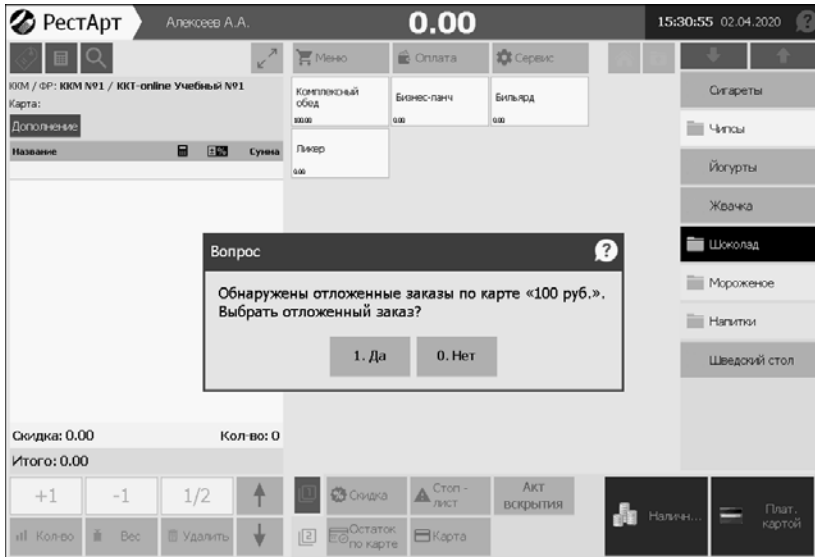 РестАрт
Алексеев А.А.
0.00
15:30:55 02.04.2020
?
Меню
Оплата
Сервис
ККМ / ФР: ККМ №1 / ККТ-online Учебный №1
Карта:
Дополнение
Название
Сумма
Комплексный
обед
100.00
Бизнес-ланч
0.00
Бильярд
0.00
Ликер
0.00
Сигареты
Чипсы
Йогурты
Жвачка
Шоколад
Мороженое
Напитки
Шведский стол
Вопрос
?
Обнаружены отложенные заказы по карте «100 руб.».
Выбрать отложенный заказ?
1. Да
0. Нет
Скидка: 0.00
Кол-во: 0
Итого: 0.00
+1
-1
1/2
Кол-во
Вес
Удалить
1
Скидка
Стоп -
лист
Акт
вскрытия
2
Остаток
по карте
Карта
Наличн...
Плат.
картой